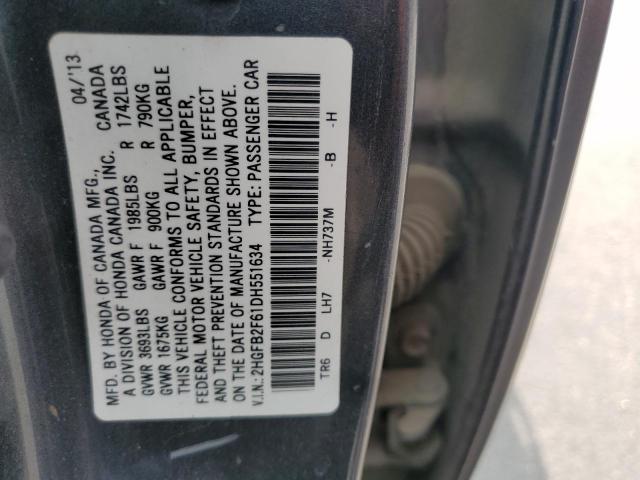 MFD. BY HONDA OF CANADA MFG., 04/'13
A DIVISION OF HONDA CANADA INC. CANADA
GVWR 3693LBS GAWR F 1985LBS R 1742LBS
GVWR 1675KG GAWR F 900KG R 790KG
THIS VEHICLE CONFORMS TO ALL APPLICABLE
FEDERAL MOTOR VEHICLE SAFETY, BUMPER,
AND THEFT PREVENTION STANDARDS IN EFFECT
ON THE DATE OF MANUFACTURE SHOWN ABOVE.
V.I.N.: 2HGFB2F61DH551634 TYPE: PASSENGER CAR
TR6 D LH7 -NH737M -B -H